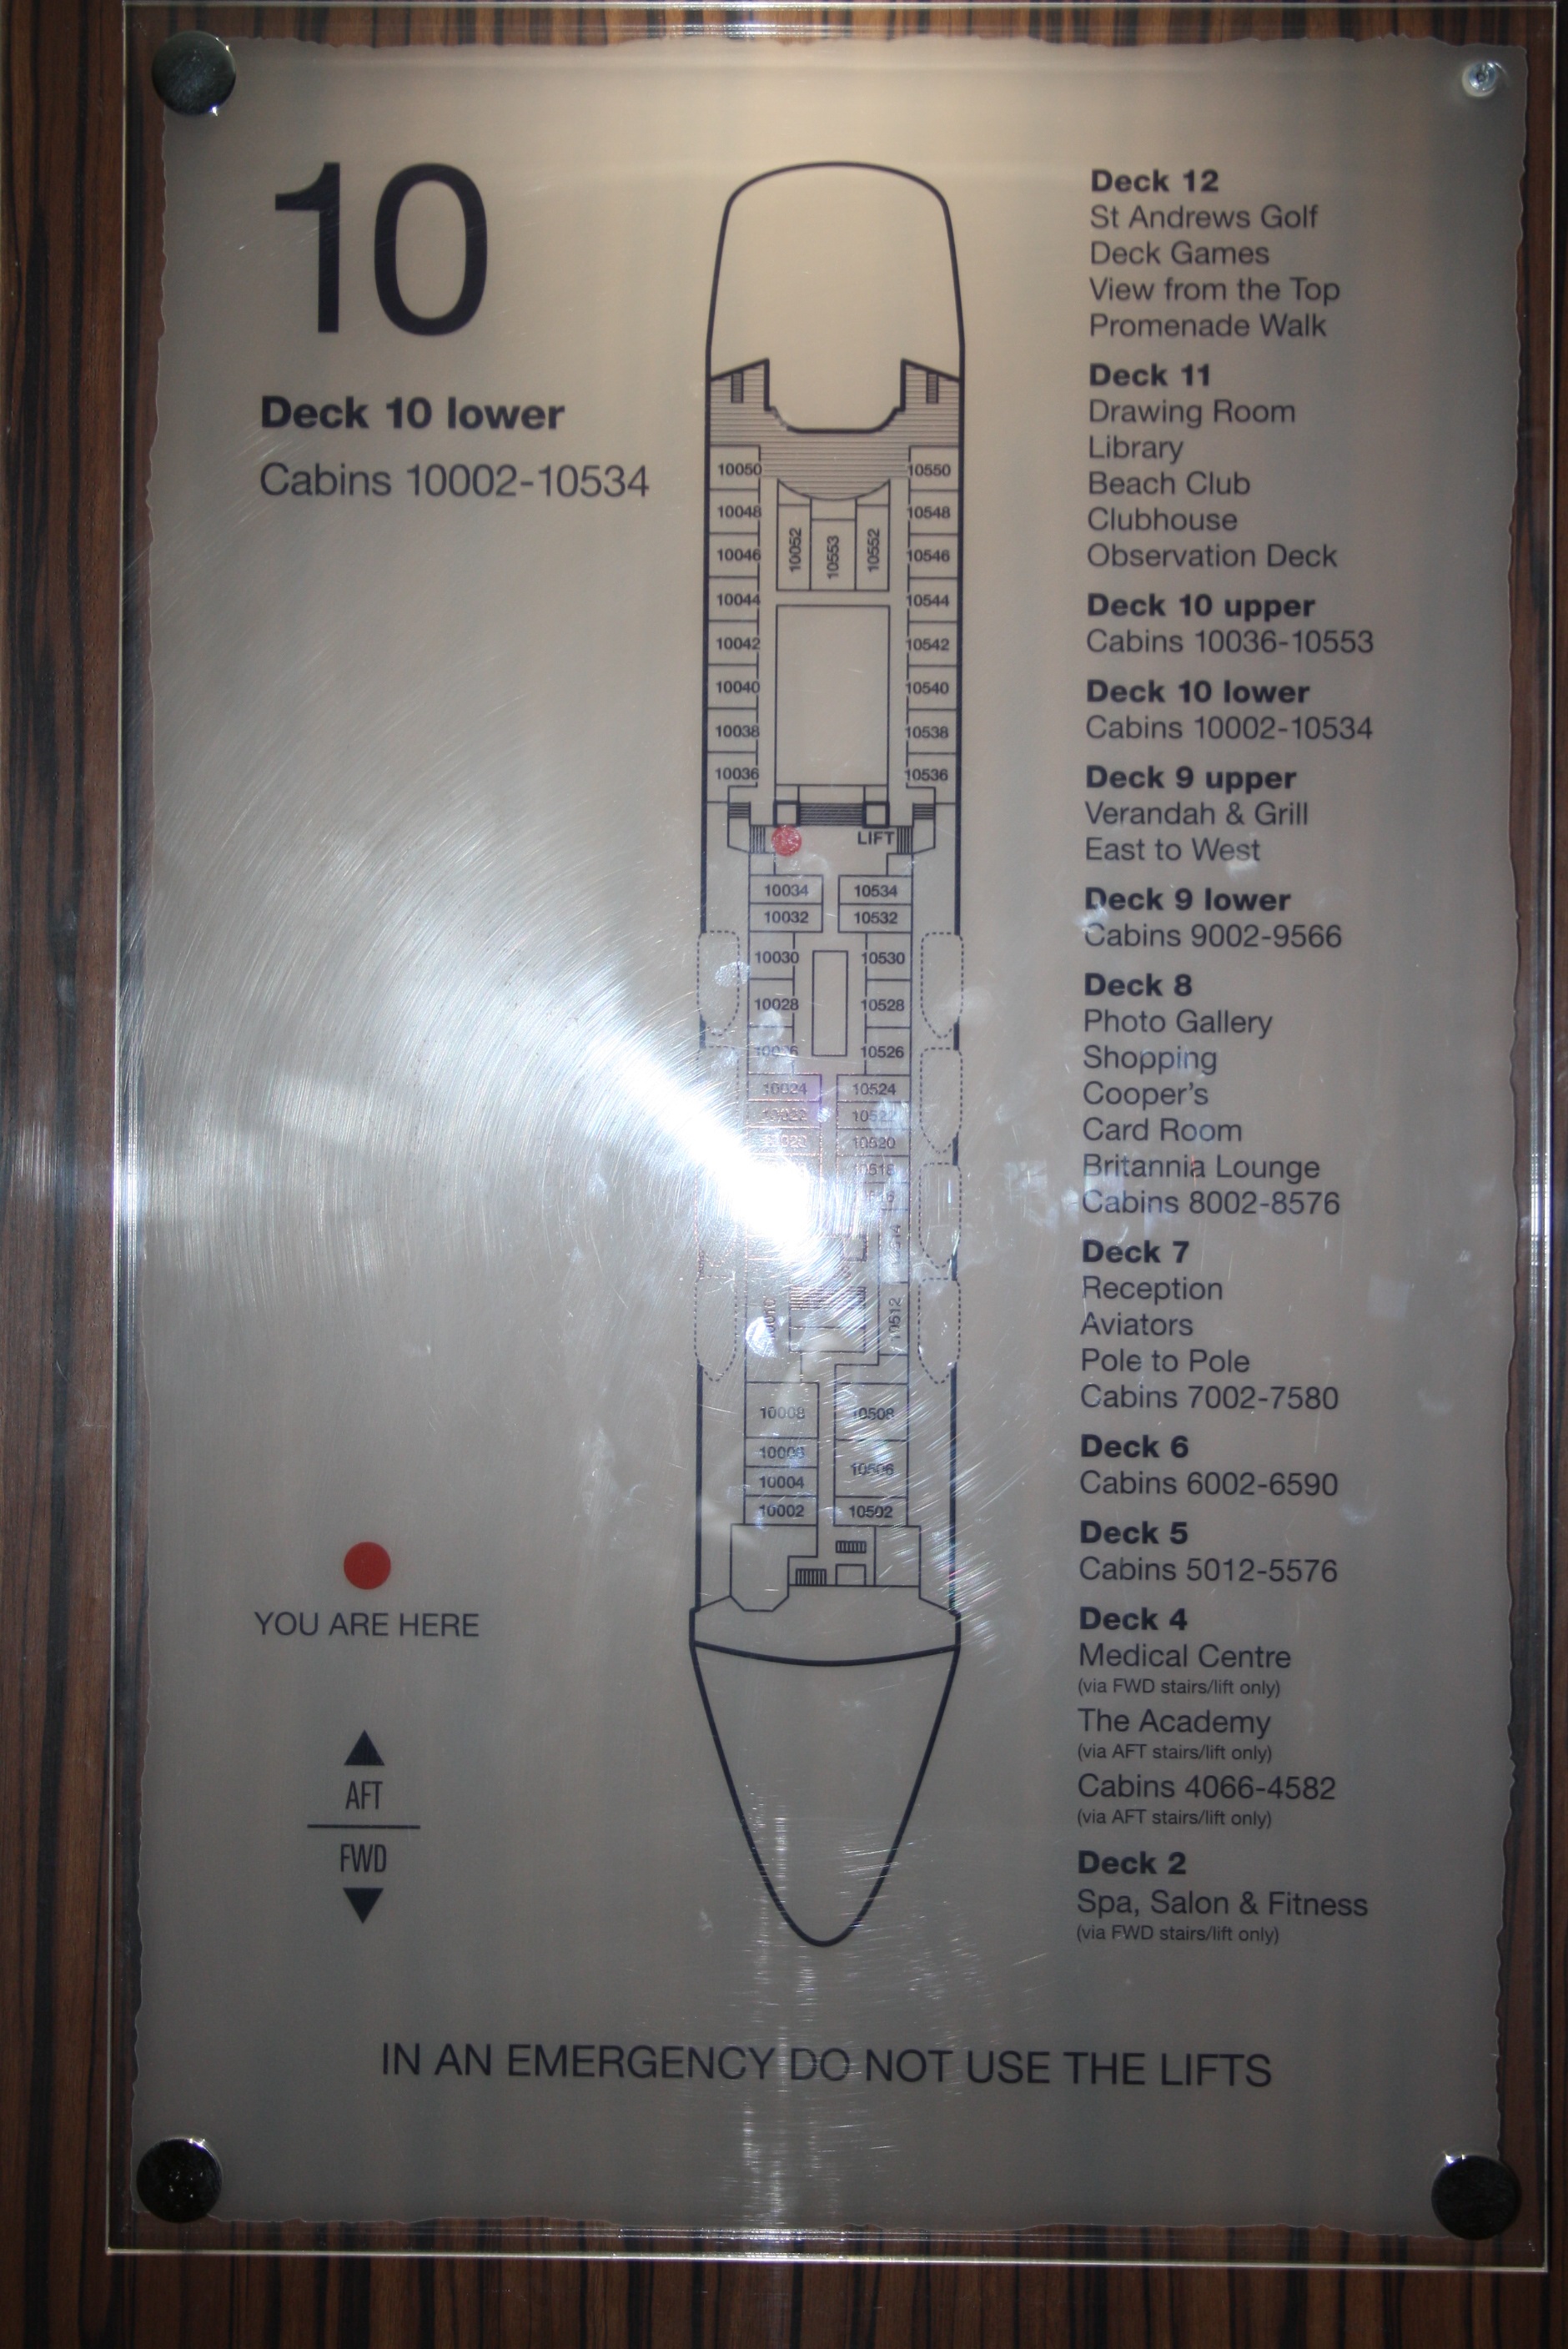 10
Deck 10 lower
Cabins 10002-10534
10050 10550
10048 10548
10052 10553 10552
10046 10546
10044 10544
10042 10542
10040 10540
10038 10538
10036 10536
LIFT
10034 10534
10032 10532
10030 10530
10028 10528
10026 10526
10024 10524
10022 10522
10020 10520
10518
10512
10008 10508
10006 10506
10004
10002 10502
YOU ARE HERE
AFT
FWD
Deck 12
St Andrews Golf
Deck Games
View from the Top
Promenade Walk
Deck 11
Drawing Room
Library
Beach Club
Clubhouse
Observation Deck
Deck 10 upper
Cabins 10036-10553
Deck 10 lower
Cabins 10002-10534
Deck 9 upper
Verandah & Grill
East to West
Deck 9 lower
Cabins 9002-9566
Deck 8
Photo Gallery
Shopping
Cooper's
Card Room
Britannia Lounge
Cabins 8002-8576
Deck 7
Reception
Aviators
Pole to Pole
Cabins 7002-7580
Deck 6
Cabins 6002-6590
Deck 5
Cabins 5012-5576
Deck 4
Medical Centre
(via FWD stairs/lift only)
The Academy
(via AFT stairs/lift only)
Cabins 4066-4582
(via AFT stairs/lift only)
Deck 2
Spa, Salon & Fitness
(via FWD stairs/lift only)
IN AN EMERGENCY DO NOT USE THE LIFTS